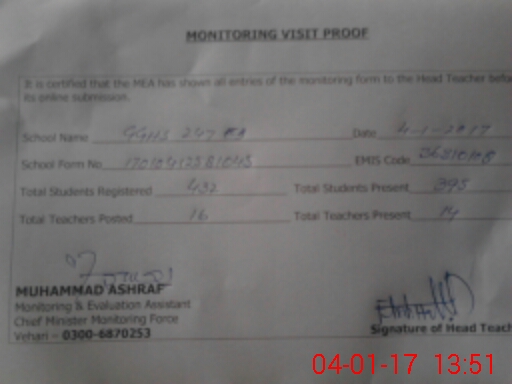 MONITORING VISIT PROOF
It is certified that the MEA has shown all entries of the monitoring form to the Head Teacher before
its online submission.
School Name GGHS 247 EB Date 4-1-2017
School Form No EMIS Code
Total Students Registered 432 Total Students Present 395
Total Teachers Posted 16 Total Teachers Present 14
MUHAMMAD ASHRAF
Monitoring & Evaluation Assistant
Chief Minister Monitoring Force
Vehari – 0300-6870253
Signature of Head Teach
04-01-17 13:51